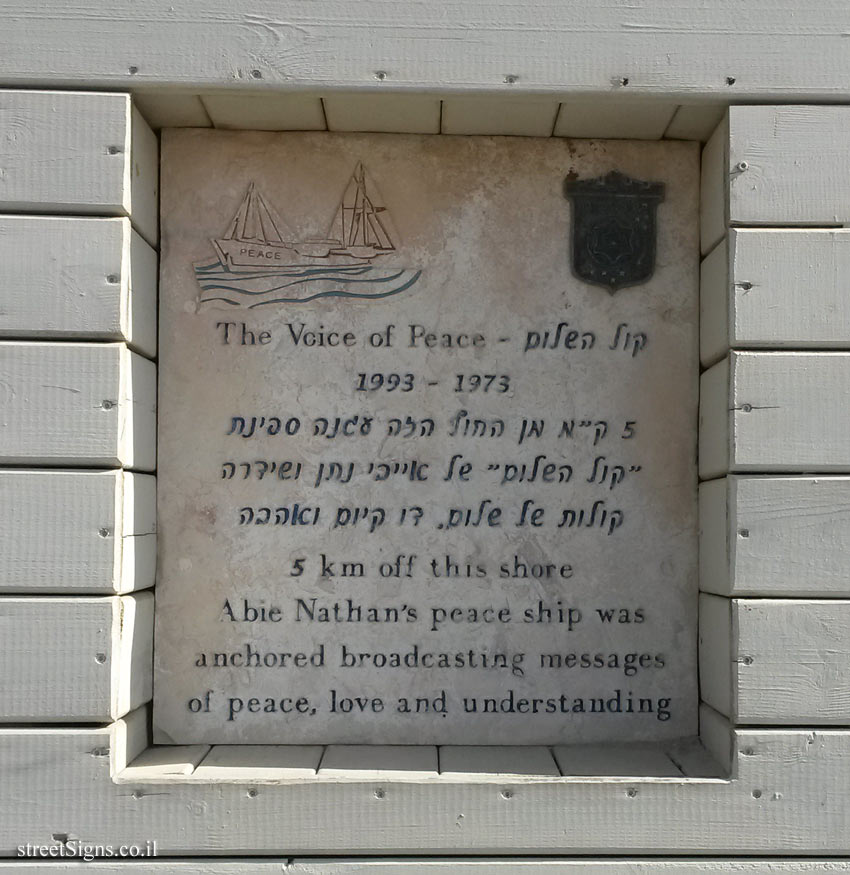 PEACE
The Voice of Peace - קול השלום
1993 - 1973
5 ק"מ מן החוף הזה עגנה ספינת
"קול השלום" של אייבי נתן ושידרה
קולות של שלום, דו קיום ואהבה
5 km off this shore
Abie Nathan's peace ship was
anchored broadcasting messages
of peace, love and understanding
streetSigns.co.il